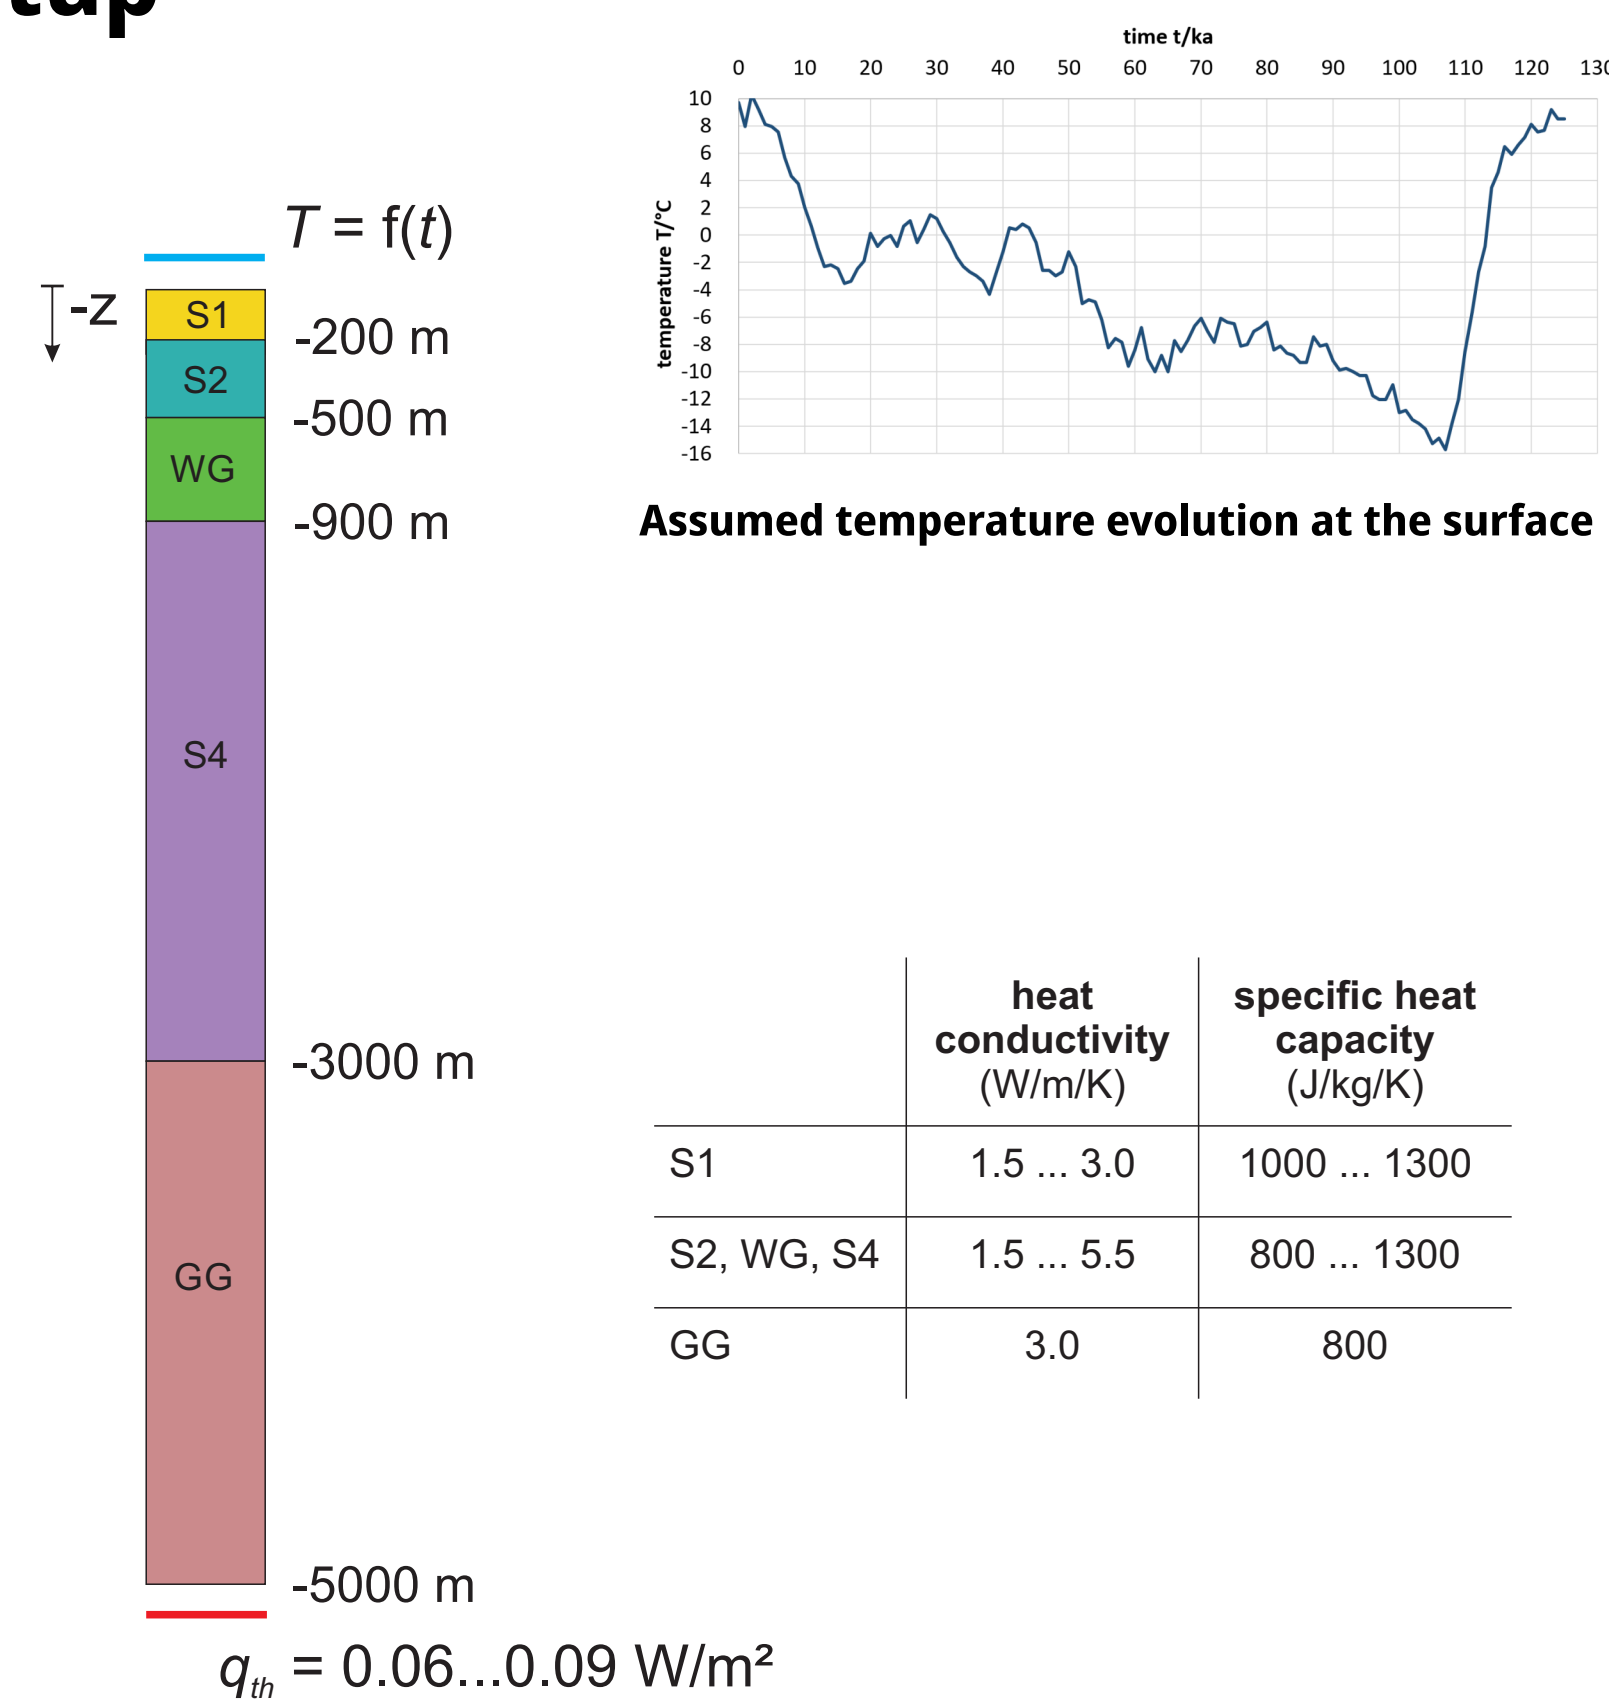 tup
time t/ka
0 10 20 30 40 50 60 70 80 90 100 110 120 130
10
8
6
4
2
0
-2
-4
-6
-8
-10
-12
-14
-16
temperature T/°C
Assumed temperature evolution at the surface
T = f(t)
-z
S1
-200 m
S2
-500 m
WG
-900 m
S4
-3000 m
GG
-5000 m
qth = 0.06...0.09 W/m²
heat conductivity (W/m/K) specific heat capacity (J/kg/K)
S1 1.5 ... 3.0 1000 ... 1300
S2, WG, S4 1.5 ... 5.5 800 ... 1300
GG 3.0 800